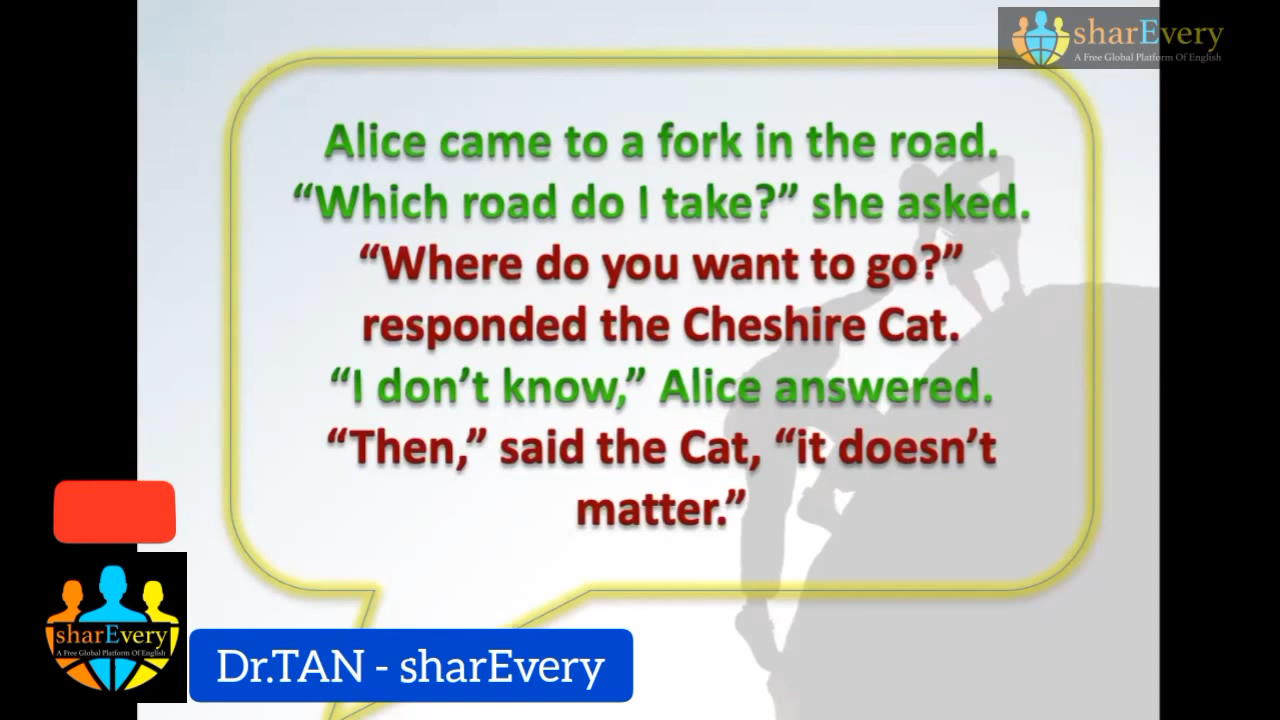 sharEvery
A Free Global Platform Of English
Alice came to a fork in the road.
“Which road do I take?” she asked.
“Where do you want to go?”
responded the Cheshire Cat.
“I don’t know,” Alice answered.
“Then,” said the Cat, “it doesn’t
matter.”
sharEvery
A Free Global Platform Of English
Dr.TAN - sharEvery